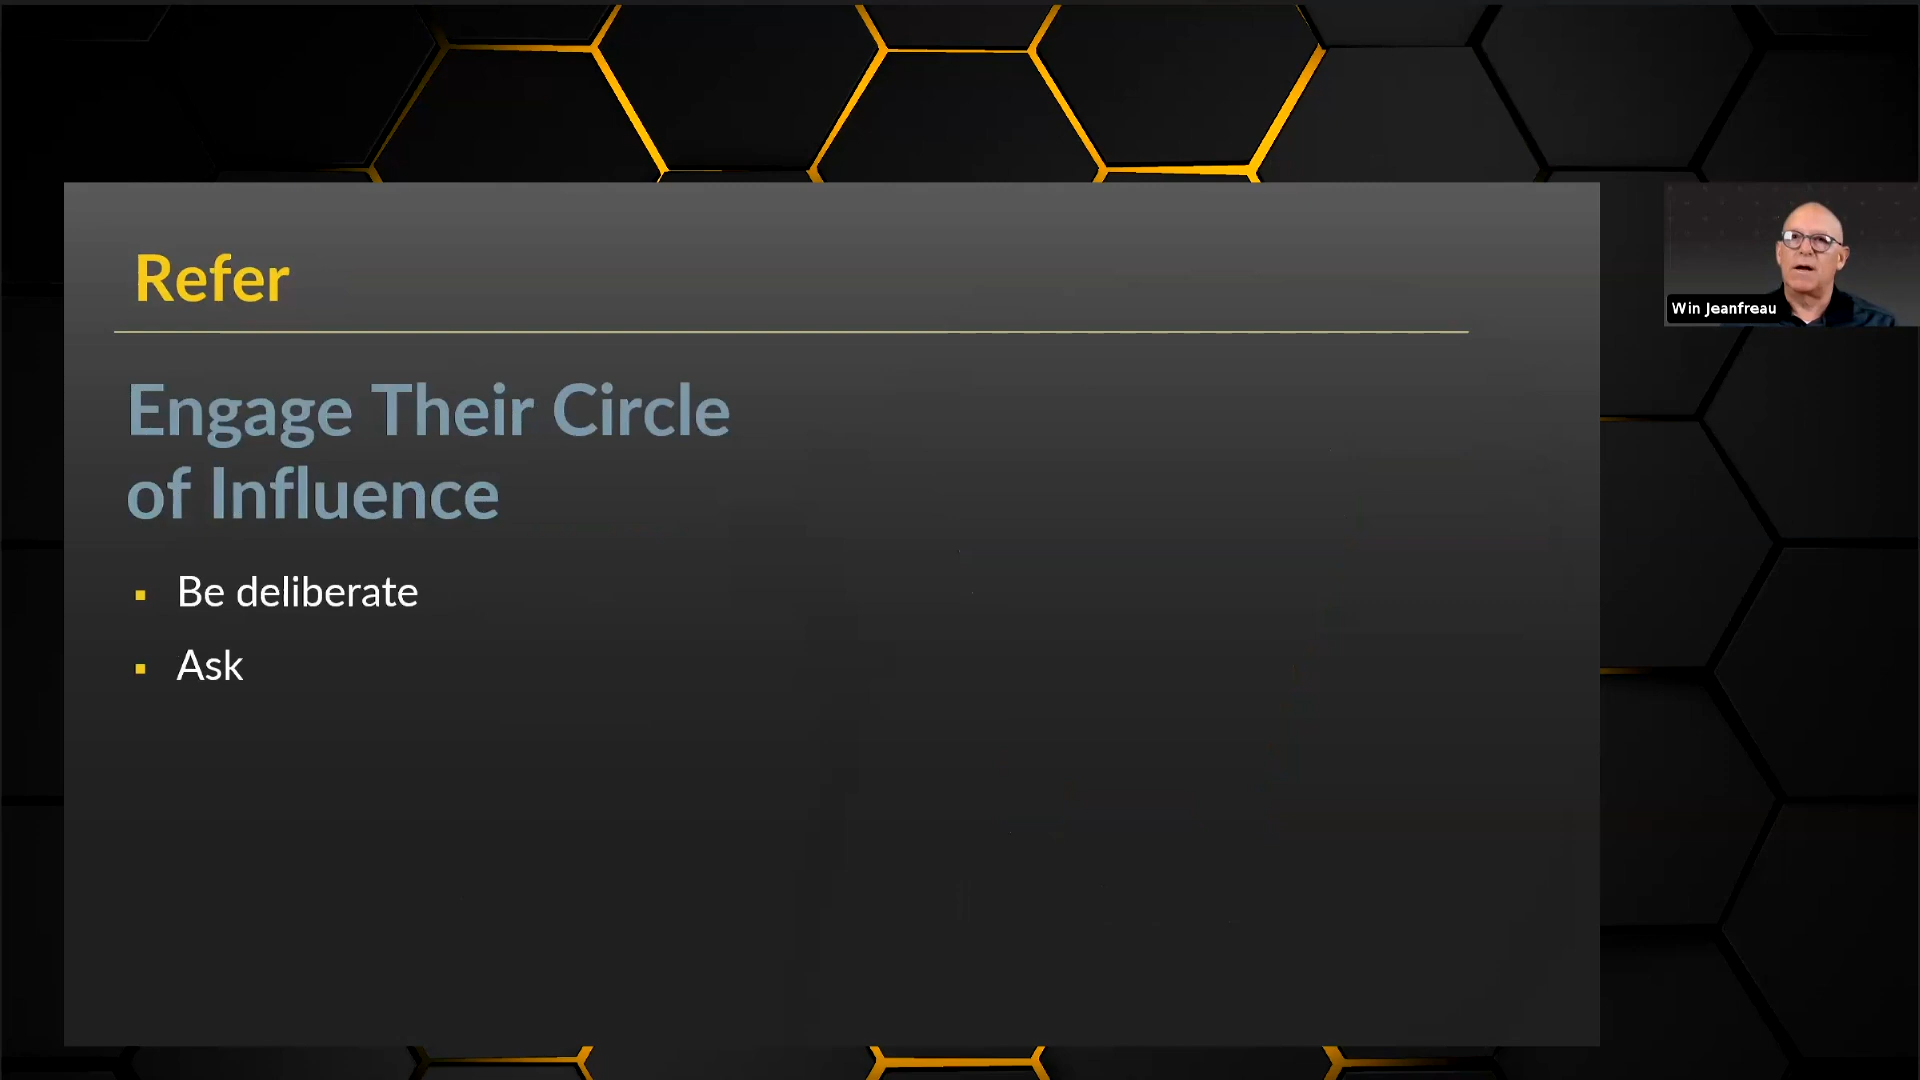 Refer
Engage Their Circle
of Influence
Be deliberate
Ask
Win Jeanfreau